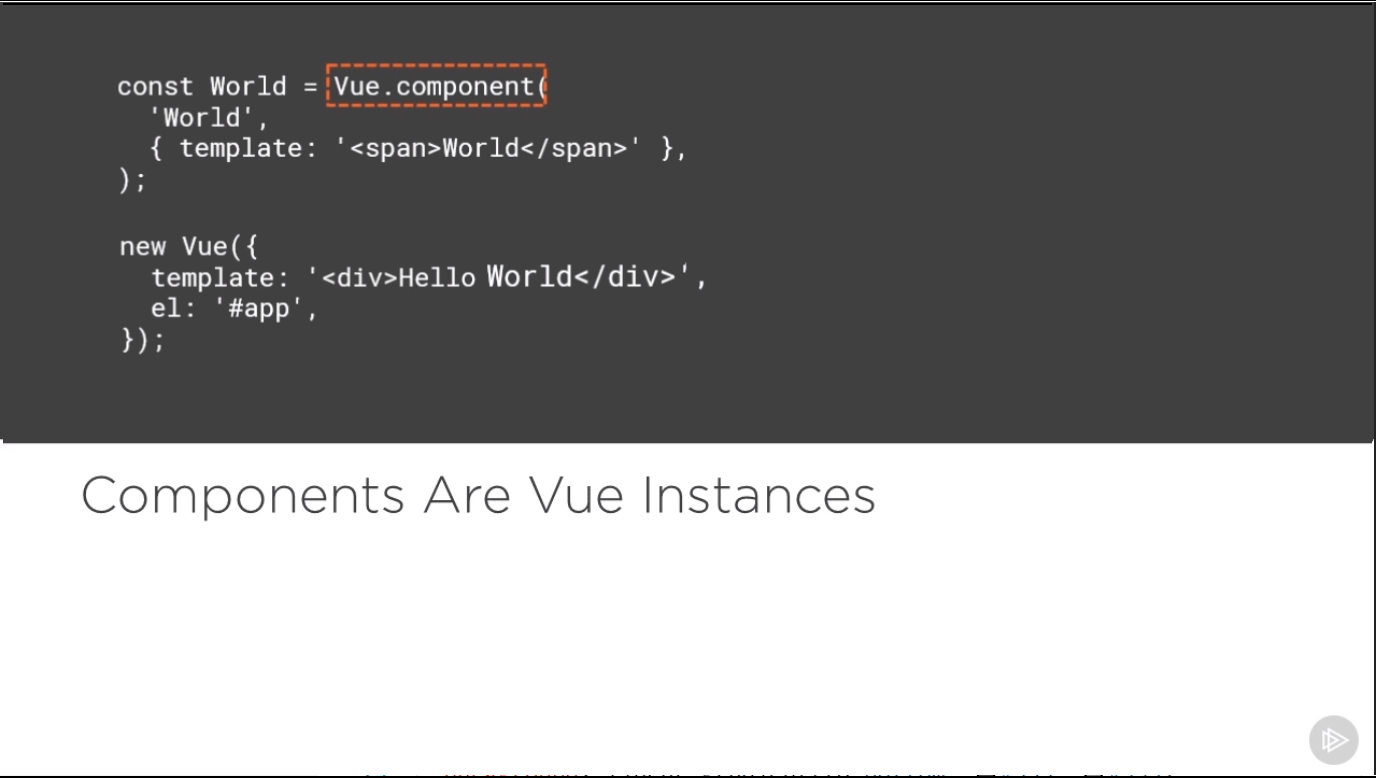 const World = Vue.component(
'World',
{ template: '<span>World</span>' },
);
new Vue({
template: '<div>Hello World</div>',
el: '#app',
});
Components Are Vue Instances